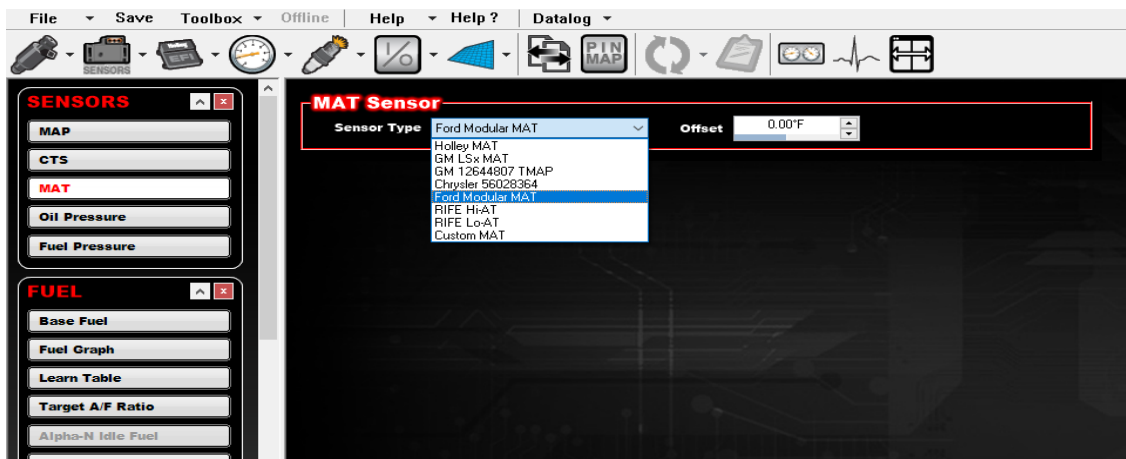 File Save Toolbox Offline Help Help ? Datalog
SENSORS Holley EFI I/O PIN MAP
SENSORS
MAP
CTS
MAT
Oil Pressure
Fuel Pressure
FUEL
Base Fuel
Fuel Graph
Learn Table
Target A/F Ratio
Alpha-N Idle Fuel
MAT Sensor
Sensor Type Ford Modular MAT Offset 0.00°F
Holley MAT
GM LSx MAT
GM 12644807 TMAP
Chrysler 56028364
Ford Modular MAT
RIFE Hi-AT
RIFE Lo-AT
Custom MAT